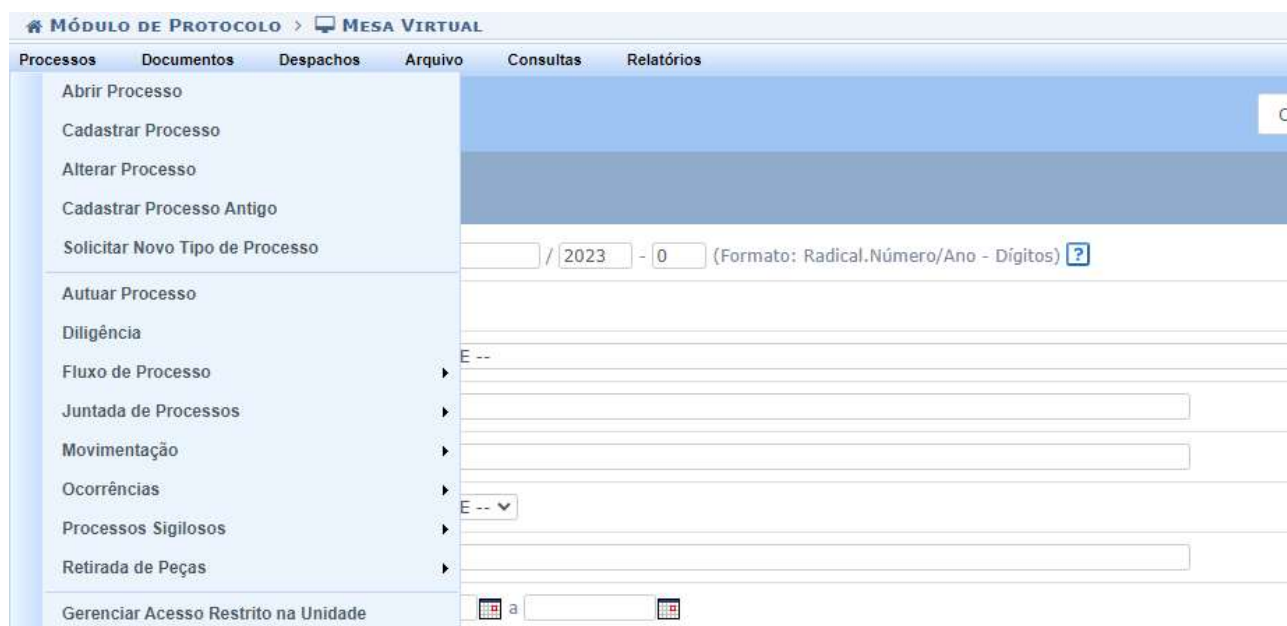 MÓDULO DE PROTOCOLO > MESA VIRTUAL
Processos Documentos Despachos Arquivo Consultas Relatórios
Abrir Processo
Cadastrar Processo
Alterar Processo
Cadastrar Processo Antigo
Solicitar Novo Tipo de Processo
/ 2023 - 0 (Formato: Radical.Número/Ano - Dígitos) ?
Autuar Processo
Diligência
Fluxo de Processo
E --
Juntada de Processos
Movimentação
Ocorrências
E --
Processos Sigilosos
Retirada de Peças
Gerenciar Acesso Restrito na Unidade
a